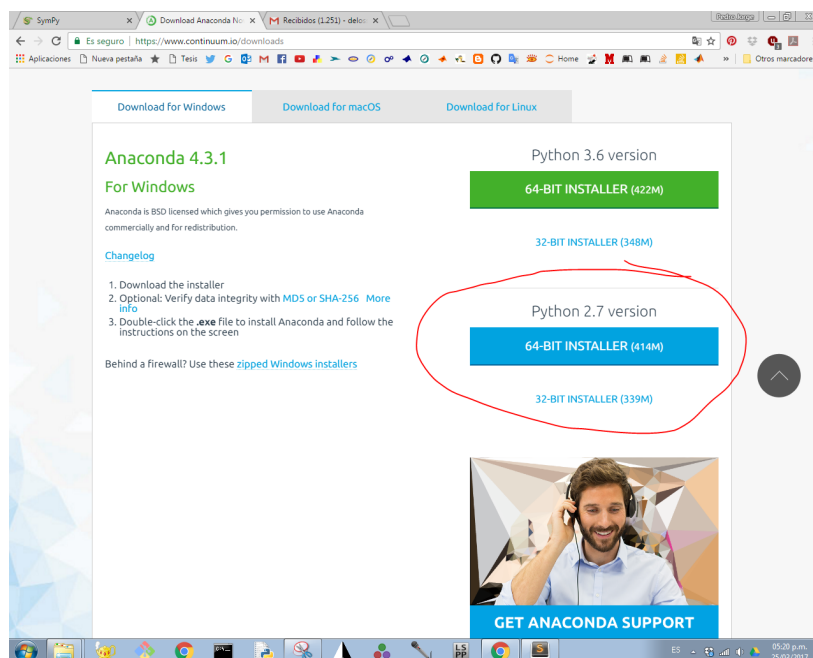 SymPy
Download Anaconda No
Recibidos (1.251) - delos
Pedro Jorge
Es seguro | https://www.continuum.io/downloads
Aplicaciones
Nueva pestaña
Tesis
Home
Otros marcadore
Download for Windows
Download for macOS
Download for Linux
Anaconda 4.3.1
For Windows
Anaconda is BSD licensed which gives you permission to use Anaconda
commercially and for redistribution.
Changelog
1. Download the installer
2. Optional: Verify data integrity with MD5 or SHA-256 More
info
3. Double-click the .exe file to install Anaconda and follow the
instructions on the screen
Behind a firewall? Use these zipped Windows installers
Python 3.6 version
64-BIT INSTALLER (422M)
32-BIT INSTALLER (348M)
Python 2.7 version
64-BIT INSTALLER (414M)
32-BIT INSTALLER (339M)
GET ANACONDA SUPPORT
LS
PP
ES
05:20 p.m.
25/03/2017